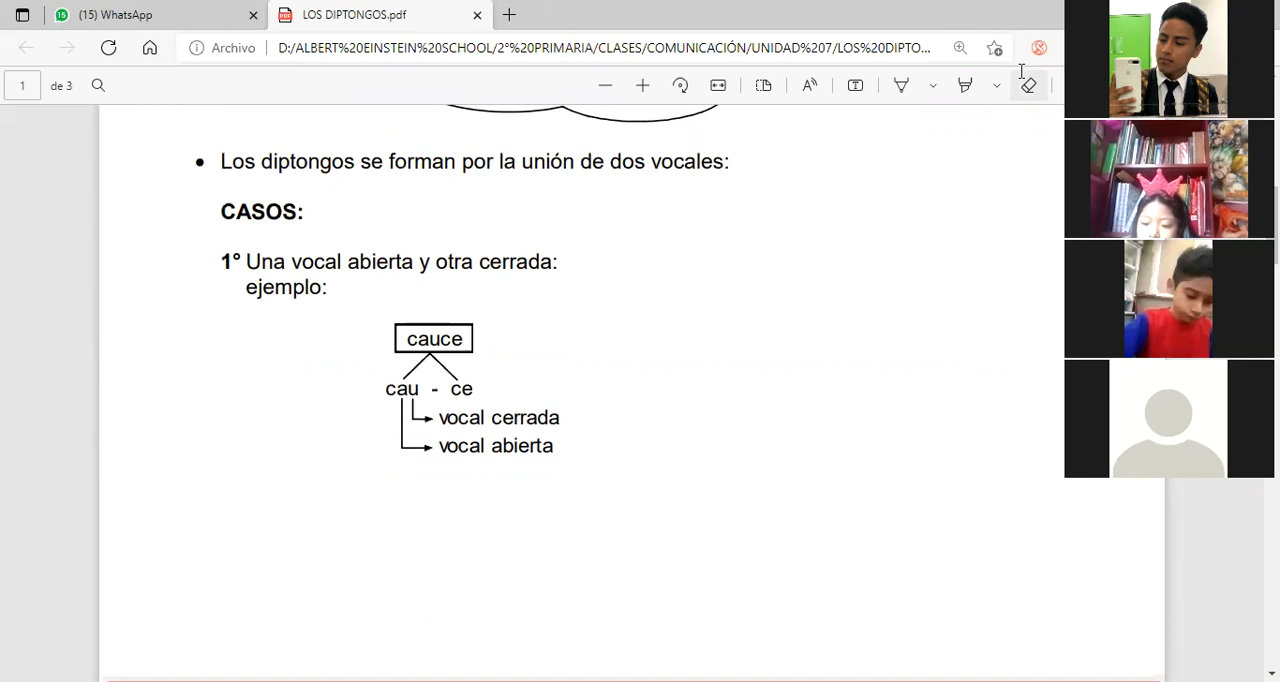 15 (15) WhatsApp
PDF LOS DIPTONGOS.pdf
Archivo D:/ALBERT%20EINSTEIN%20SCHOOL/2°%20PRIMARIA/CLASES/COMUNICACIÓN/UNIDAD%207/LOS%20DIPTO...
1 de 3
• Los diptongos se forman por la unión de dos vocales:
CASOS:
1° Una vocal abierta y otra cerrada:
ejemplo:
cauce
cau - ce
vocal cerrada
vocal abierta